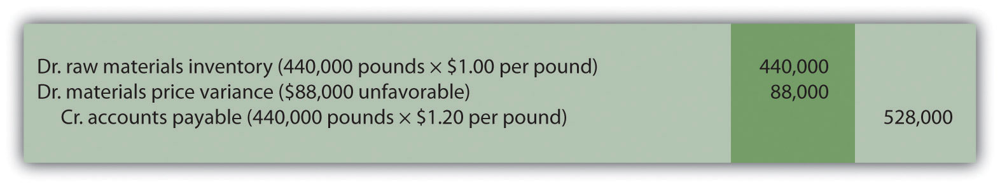 Dr. raw materials inventory (440,000 pounds × $1.00 per pound) 440,000
Dr. materials price variance ($88,000 unfavorable) 88,000
Cr. accounts payable (440,000 pounds × $1.20 per pound) 528,000